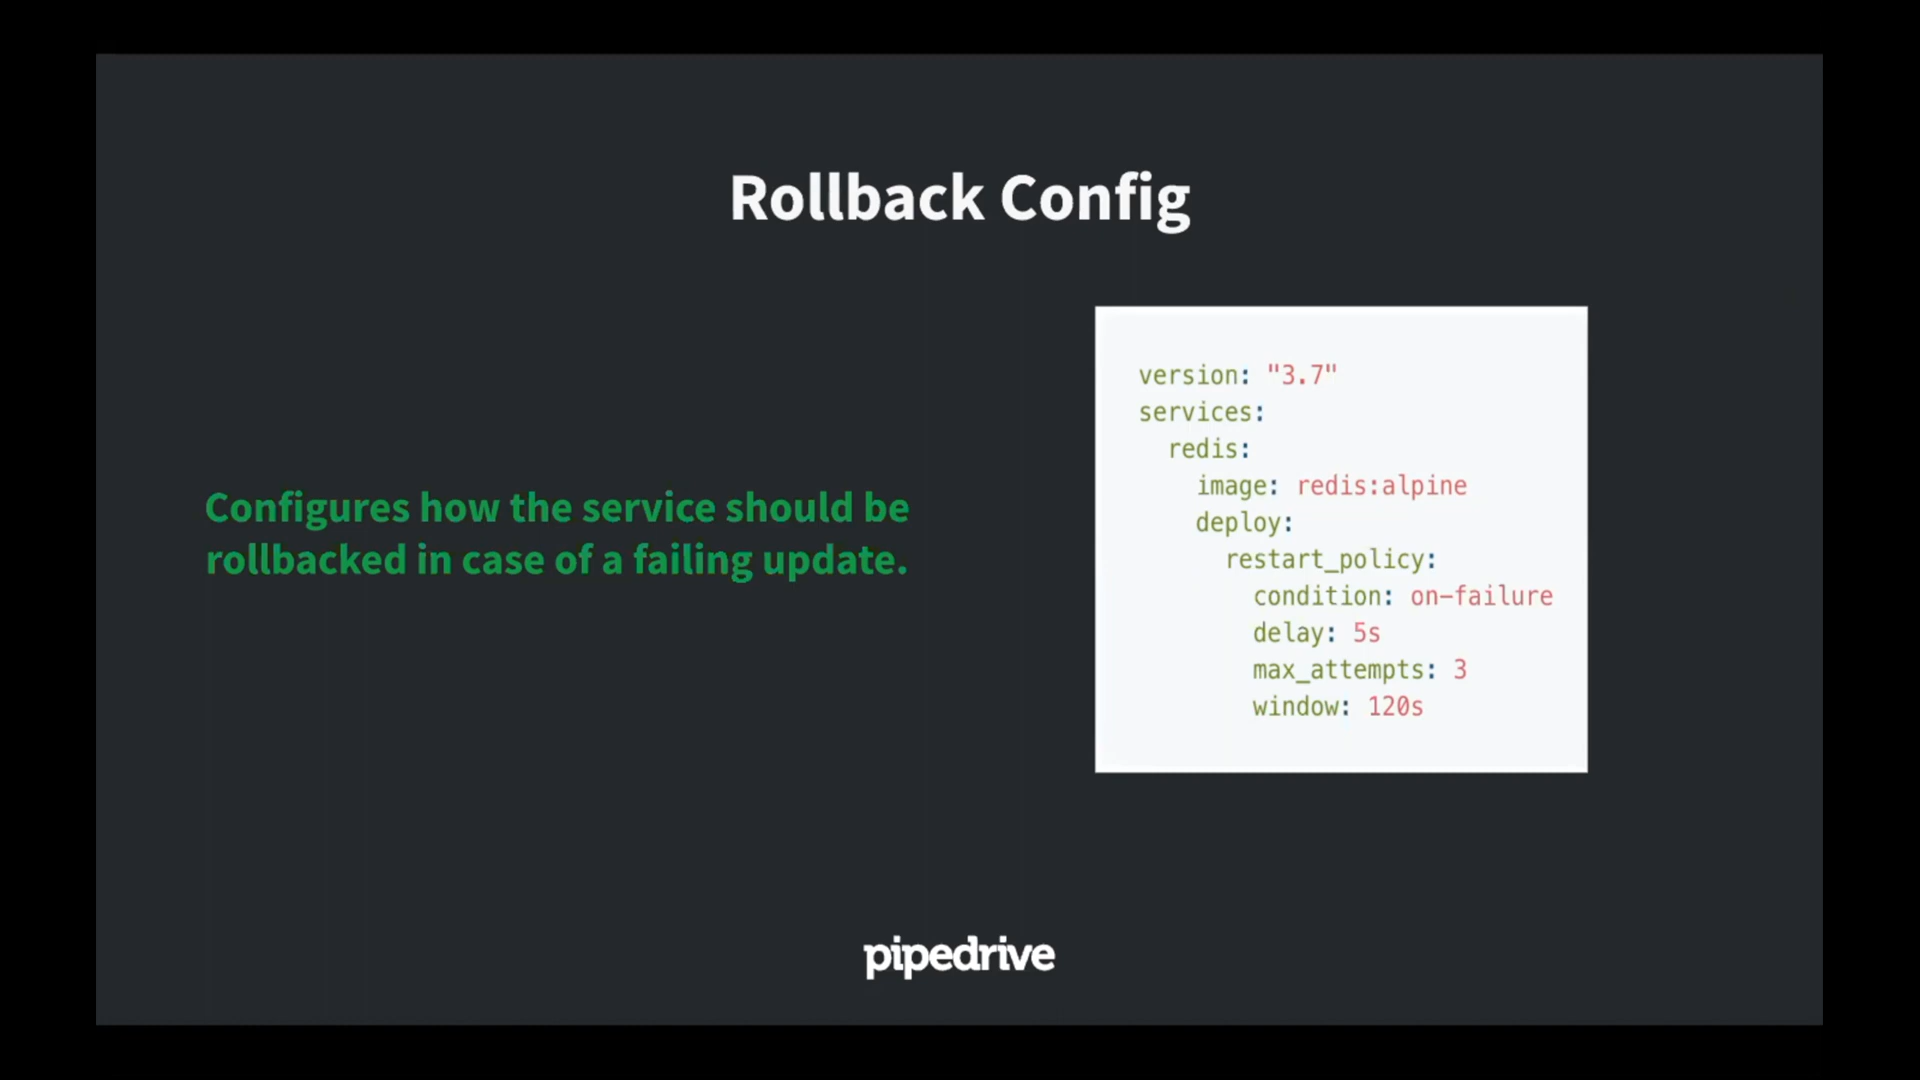 Rollback Config
Configures how the service should be
rollbacked in case of a failing update.
version: "3.7"
services:
  redis:
    image: redis:alpine
    deploy:
      restart_policy:
        condition: on-failure
        delay: 5s
        max_attempts: 3
        window: 120s
pipedrive